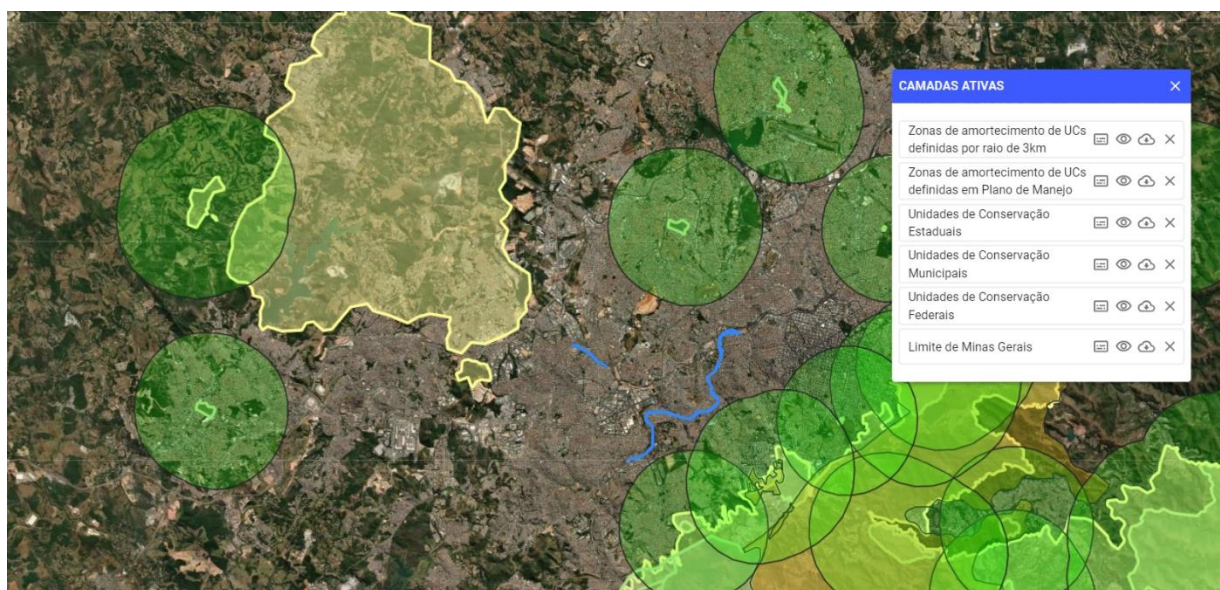 CAMADAS ATIVAS
Zonas de amortecimento de UCs
definidas por raio de 3km
Zonas de amortecimento de UCs
definidas em Plano de Manejo
Unidades de Conservação
Estaduais
Unidades de Conservação
Municipais
Unidades de Conservação
Federais
Limite de Minas Gerais